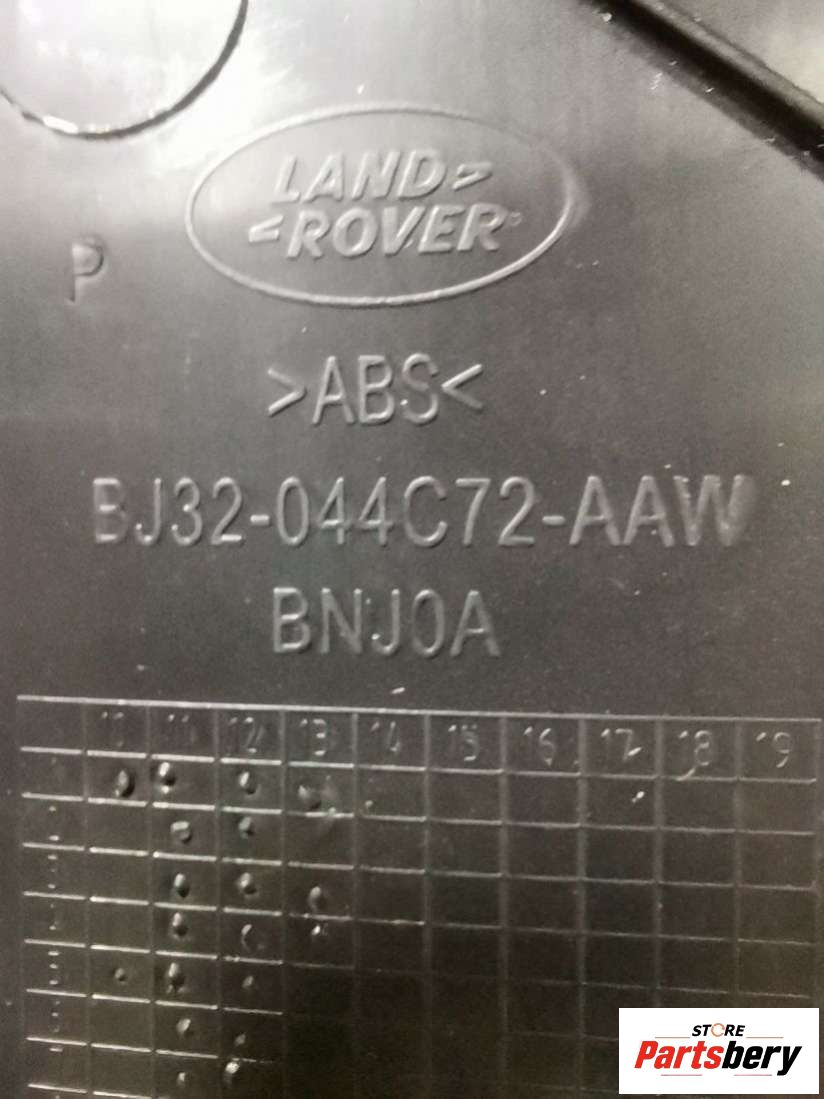 LAND
ROVER
P
>ABS<
BJ32-044C72-AAW
BNJ0A
10 11 12 13 14 15 16 17 18 19
STORE
Partsbery